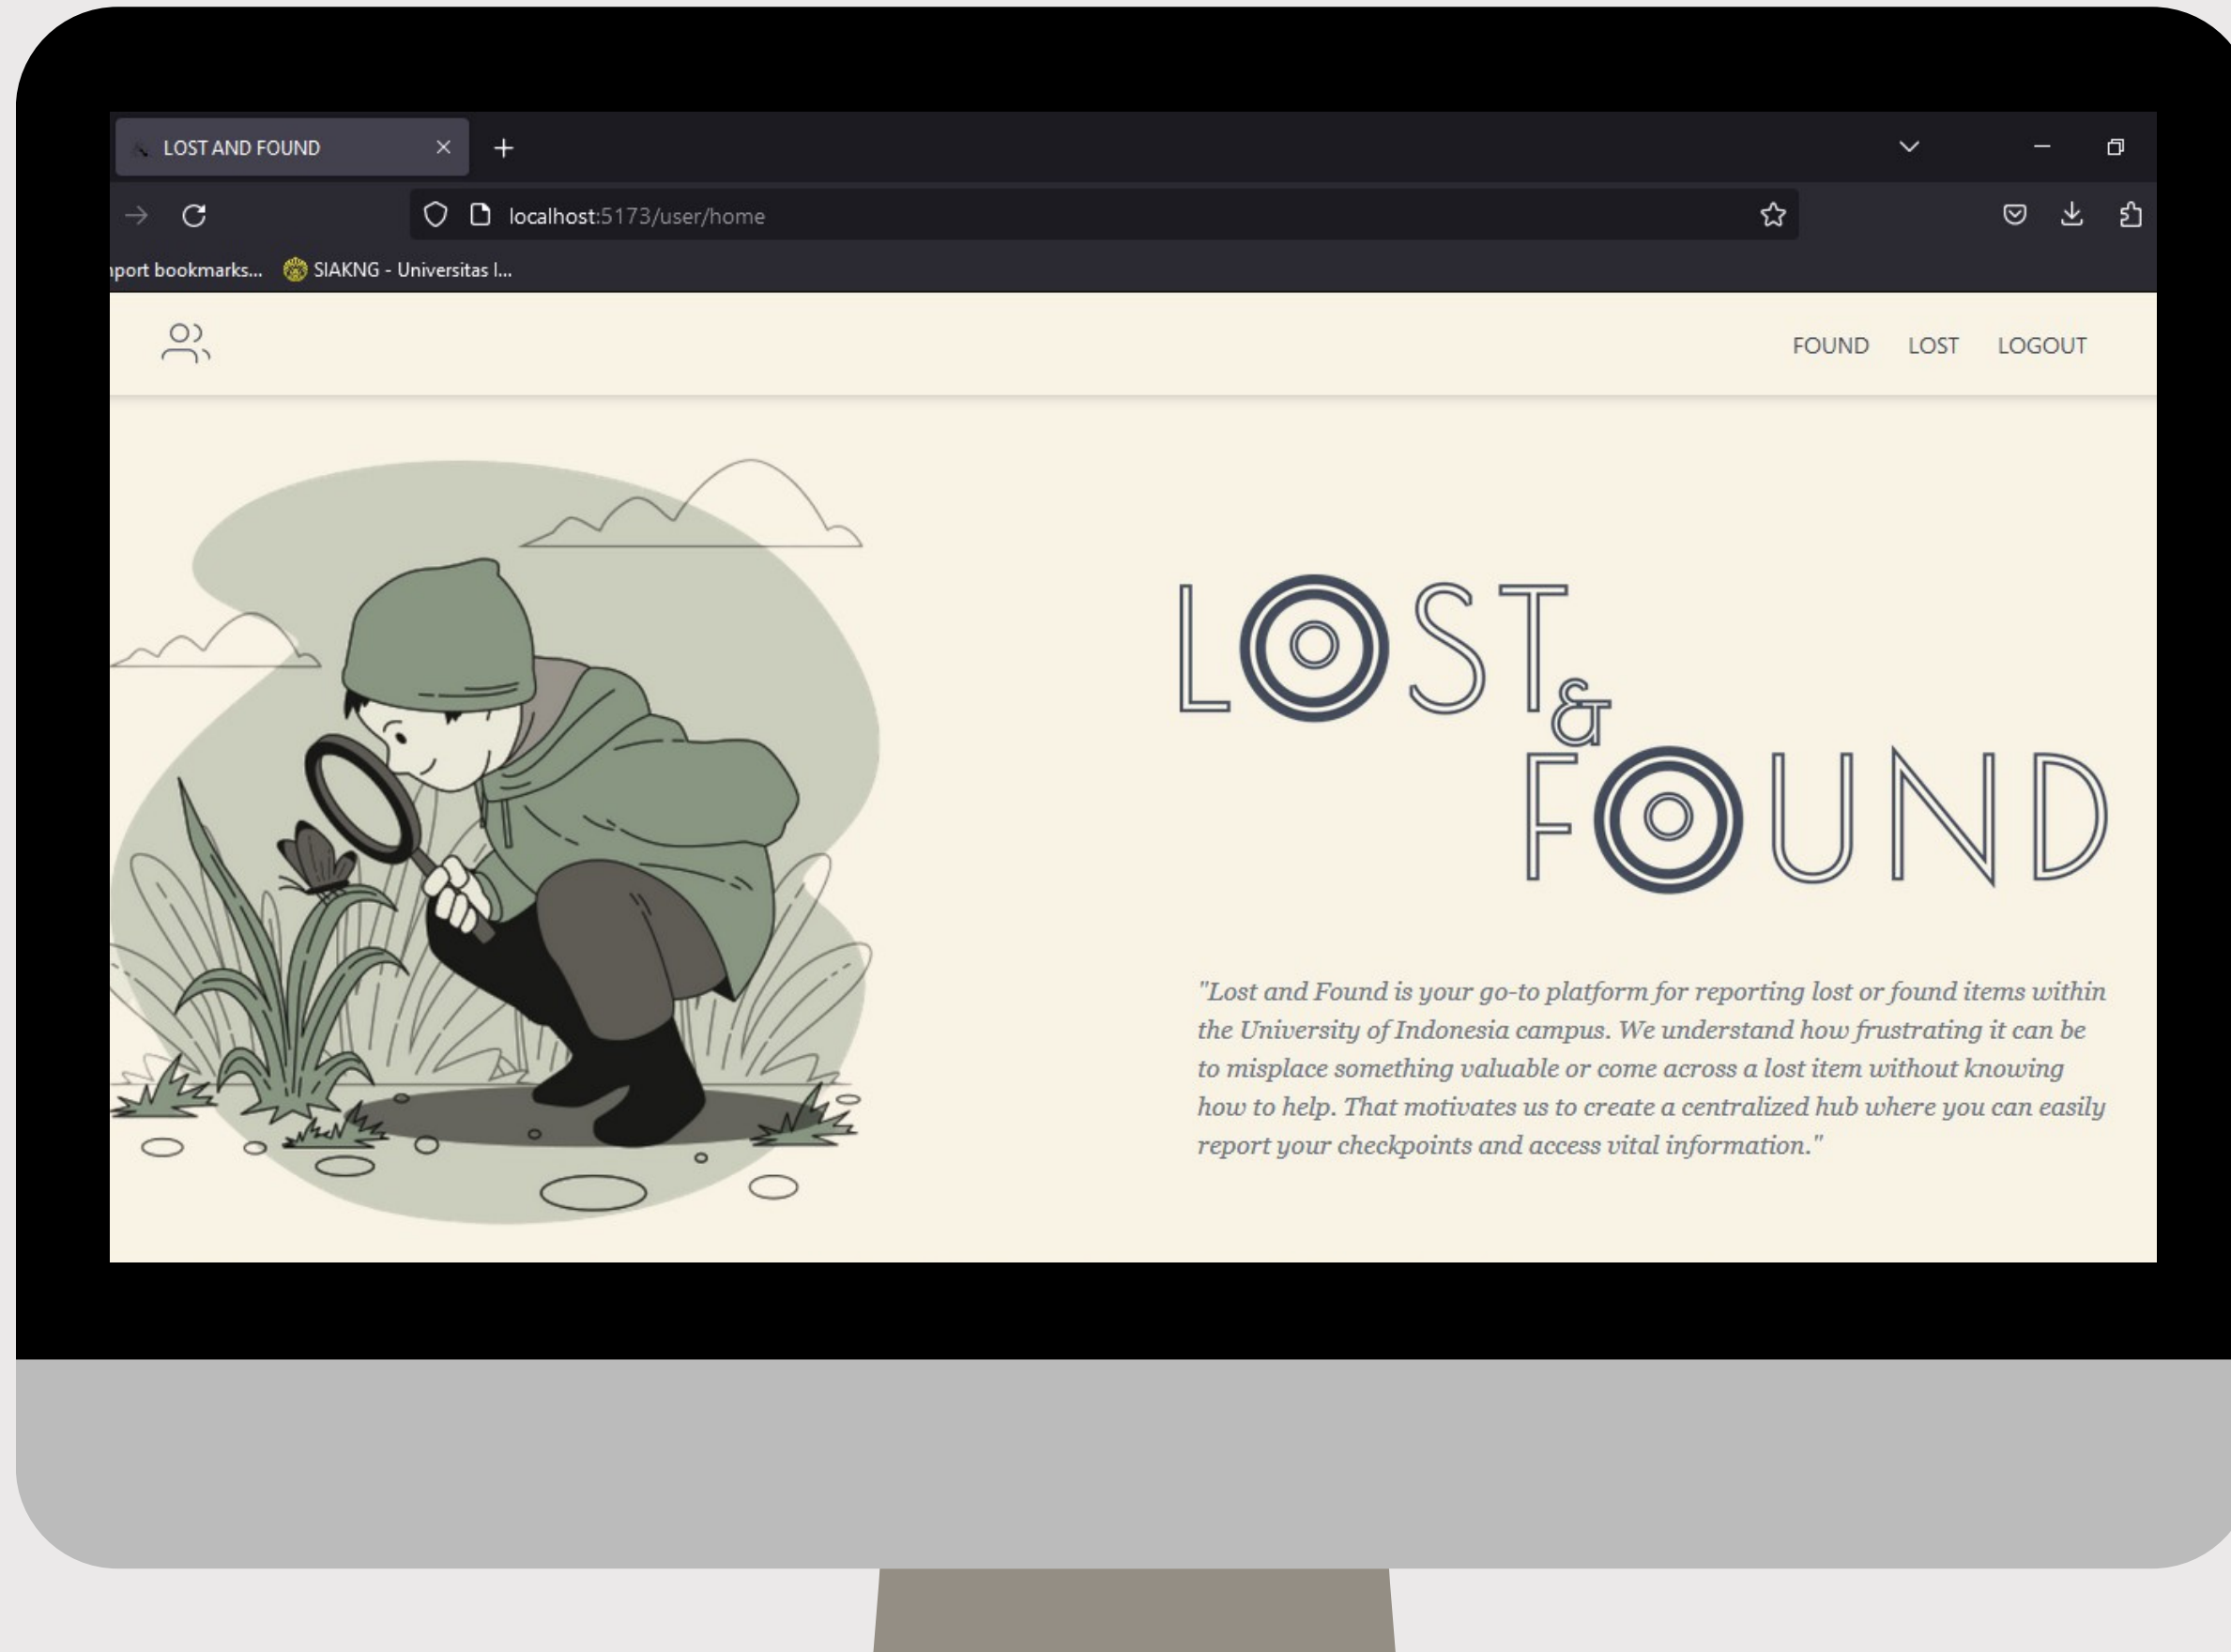 LOST AND FOUND
localhost:5173/user/home
port bookmarks... SIAKNG - Universitas I...
FOUND LOST LOGOUT
LOST
&
FOUND
"Lost and Found is your go-to platform for reporting lost or found items within
the University of Indonesia campus. We understand how frustrating it can be
to misplace something valuable or come across a lost item without knowing
how to help. That motivates us to create a centralized hub where you can easily
report your checkpoints and access vital information."